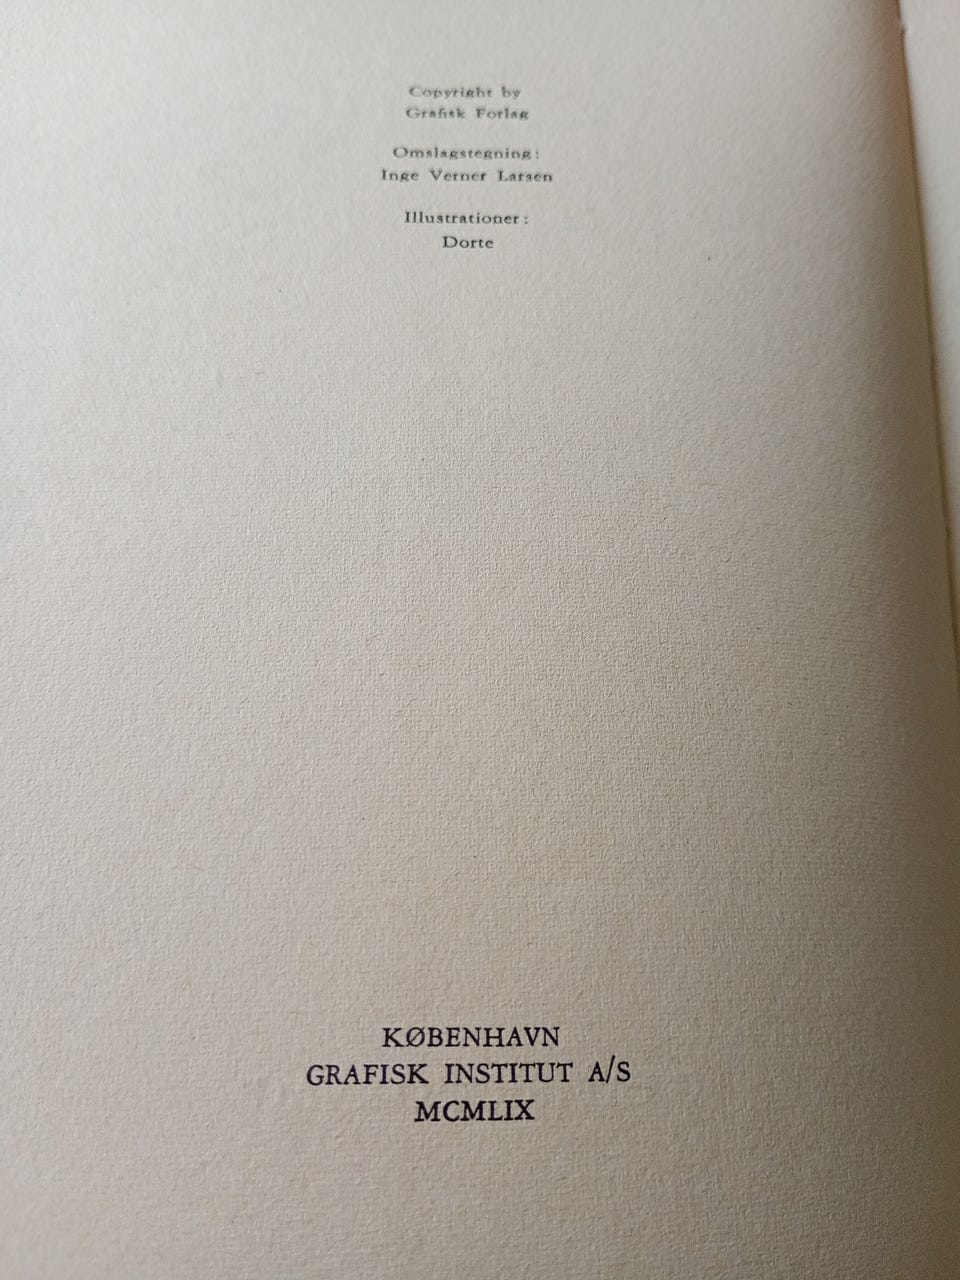 Copyright by
Grafisk Forlag
Omslagstegning:
Inge Verner Larsen
Illustrationer:
Dorte
KØBENHAVN
GRAFISK INSTITUT A/S
MCMLIX